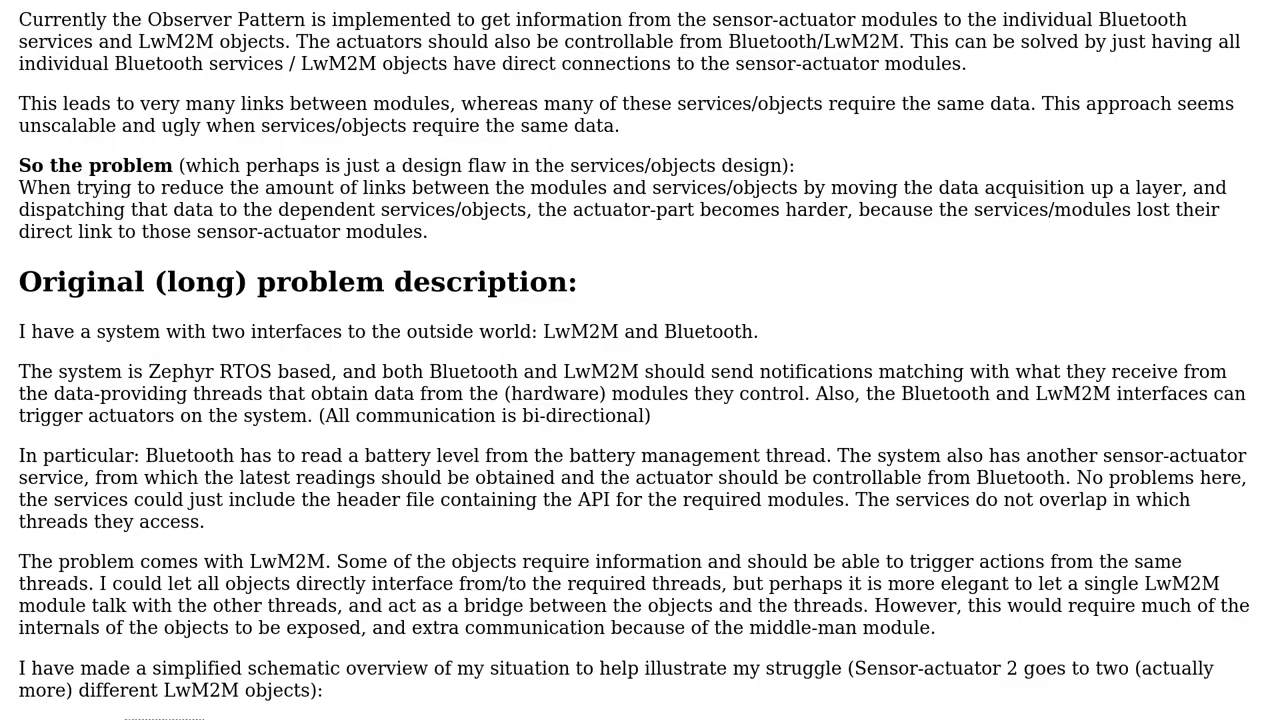 Currently the Observer Pattern is implemented to get information from the sensor-actuator modules to the individual Bluetooth
services and LwM2M objects. The actuators should also be controllable from Bluetooth/LwM2M. This can be solved by just having all
individual Bluetooth services / LwM2M objects have direct connections to the sensor-actuator modules.
This leads to very many links between modules, whereas many of these services/objects require the same data. This approach seems
unscalable and ugly when services/objects require the same data.
So the problem (which perhaps is just a design flaw in the services/objects design):
When trying to reduce the amount of links between the modules and services/objects by moving the data acquisition up a layer, and
dispatching that data to the dependent services/objects, the actuator-part becomes harder, because the services/modules lost their
direct link to those sensor-actuator modules.
Original (long) problem description:
I have a system with two interfaces to the outside world: LwM2M and Bluetooth.
The system is Zephyr RTOS based, and both Bluetooth and LwM2M should send notifications matching with what they receive from
the data-providing threads that obtain data from the (hardware) modules they control. Also, the Bluetooth and LwM2M interfaces can
trigger actuators on the system. (All communication is bi-directional)
In particular: Bluetooth has to read a battery level from the battery management thread. The system also has another sensor-actuator
service, from which the latest readings should be obtained and the actuator should be controllable from Bluetooth. No problems here,
the services could just include the header file containing the API for the required modules. The services do not overlap in which
threads they access.
The problem comes with LwM2M. Some of the objects require information and should be able to trigger actions from the same
threads. I could let all objects directly interface from/to the required threads, but perhaps it is more elegant to let a single LwM2M
module talk with the other threads, and act as a bridge between the objects and the threads. However, this would require much of the
internals of the objects to be exposed, and extra communication because of the middle-man module.
I have made a simplified schematic overview of my situation to help illustrate my struggle (Sensor-actuator 2 goes to two (actually
more) different LwM2M objects):